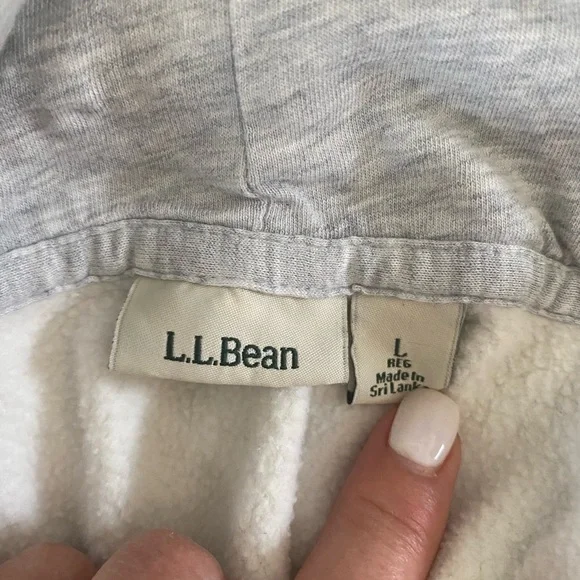 L.L.Bean
L
REG
Made in
Sri Lanka